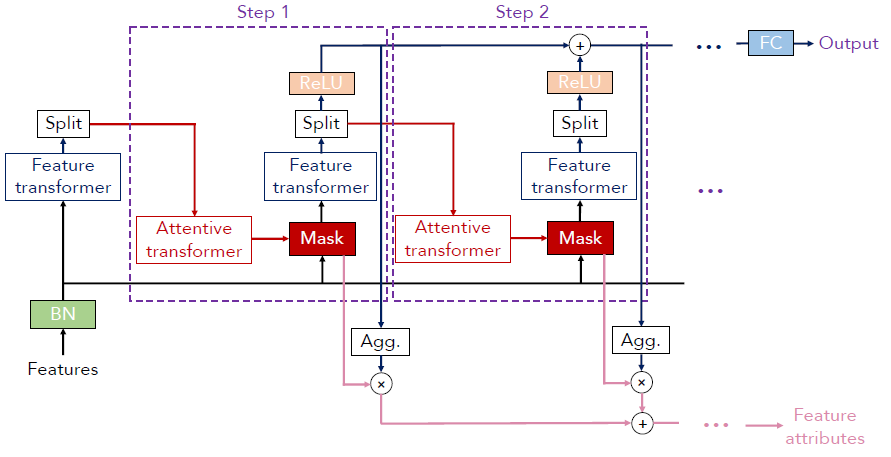 Step 1
Step 2
+
...
FC
Output
ReLU
ReLU
Split
Split
Split
Feature
transformer
Feature
transformer
Feature
transformer
...
Attentive
transformer
Mask
Attentive
transformer
Mask
BN
Features
Agg.
Agg.
×
×
+
...
Feature
attributes